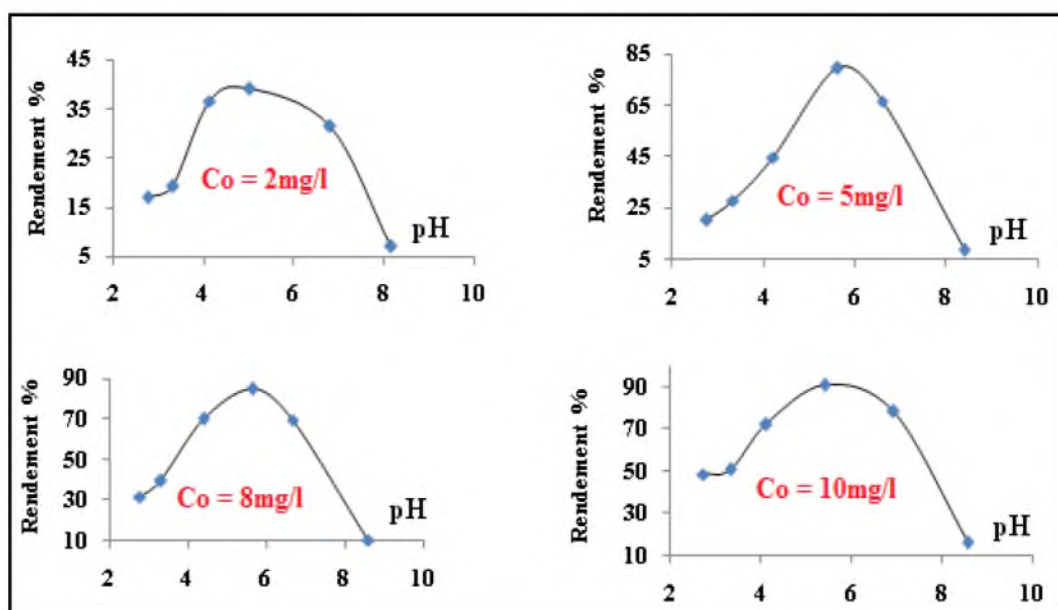 45
35
25
15
5
Rendement %
Co = 2mg/l
pH
2 4 6 8 10
85
65
45
25
5
Rendement %
Co = 5mg/l
pH
2 4 6 8 10
90
70
50
30
10
Rendement %
Co = 8mg/l
pH
2 4 6 8 10
90
70
50
30
10
Rendement %
Co = 10mg/l
pH
2 4 6 8 10